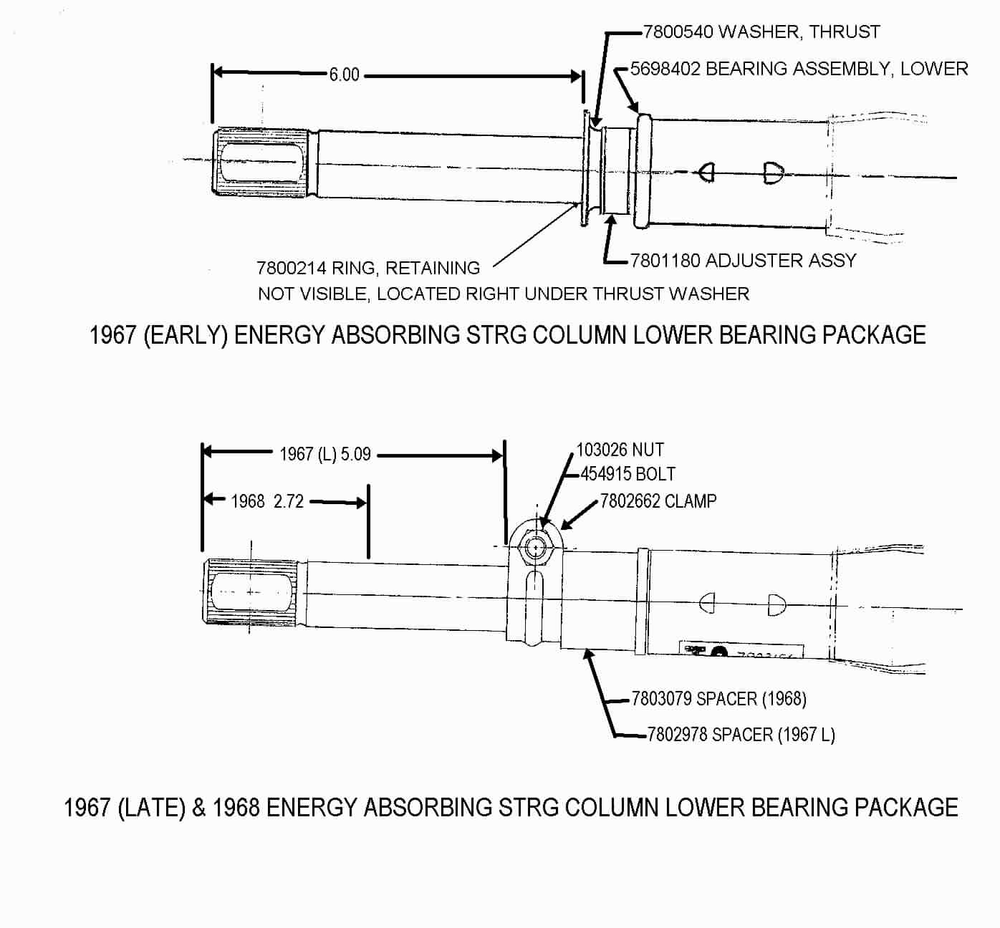 7800540 WASHER, THRUST
5698402 BEARING ASSEMBLY, LOWER
6.00
7801180 ADJUSTER ASSY
7800214 RING, RETAINING
NOT VISIBLE, LOCATED RIGHT UNDER THRUST WASHER
1967 (EARLY) ENERGY ABSORBING STRG COLUMN LOWER BEARING PACKAGE
1967 (L) 5.09
103026 NUT
454915 BOLT
1968 2.72
7802662 CLAMP
7803079 SPACER (1968)
7802978 SPACER (1967 L)
1967 (LATE) & 1968 ENERGY ABSORBING STRG COLUMN LOWER BEARING PACKAGE